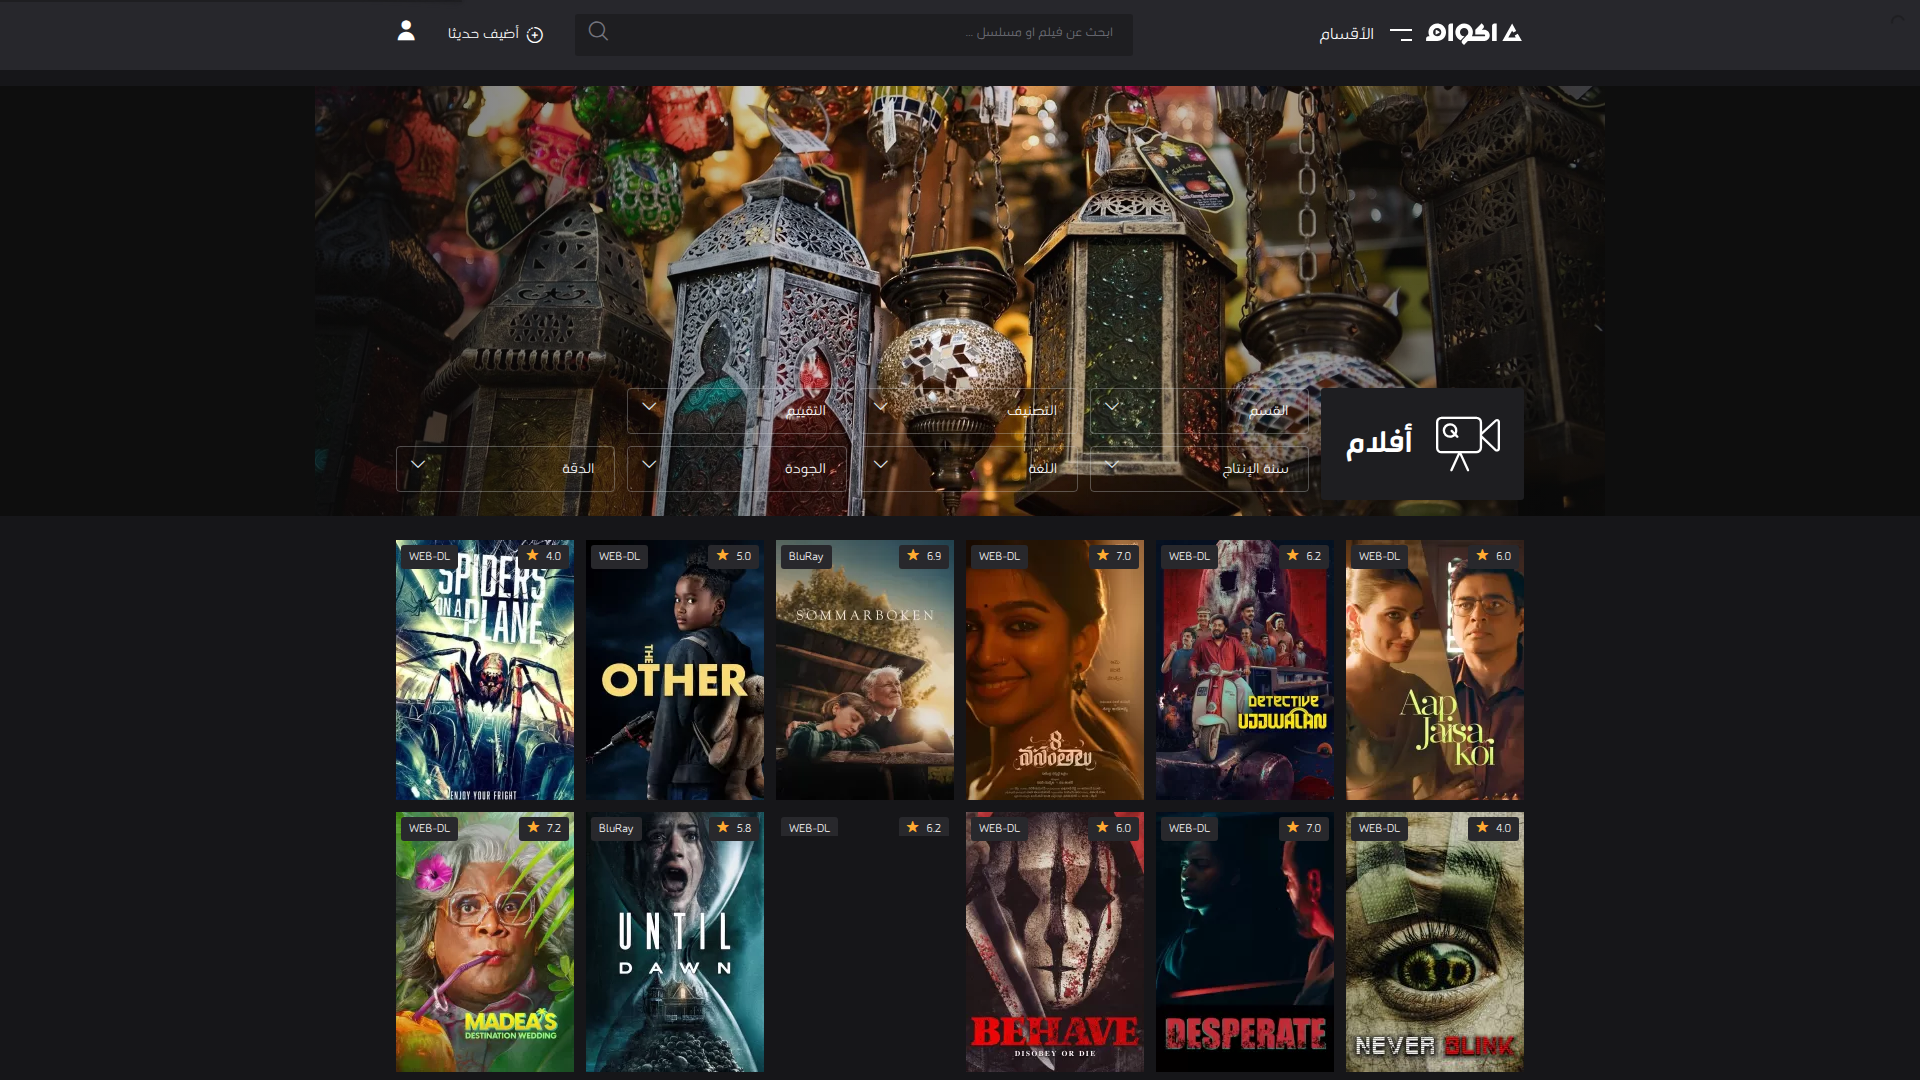 اكوام
الأقسام
ابحث عن فيلم او مسلسل ...
أضيف حديثا
أفلام
القسم
التصنيف
التقييم
سنة الإنتاج
اللغة
الجودة
الدقة
WEB-DL
6.0
Aap
Jaisa
Koi
WEB-DL
6.2
DETECTIVE
UJJWALAN
WEB-DL
7.0
8
వసంతాలు
BluRay
6.9
SOMMARBOKEN
WEB-DL
5.0
THE
OTHER
WEB-DL
4.0
SPIDERS
ON A
PLANE
ENJOY YOUR FRIGHT
WEB-DL
4.0
NEVER BLINK
WEB-DL
7.0
DESPERATE
WEB-DL
6.0
BEHAVE
DISOBEY OR DIE
WEB-DL
6.2
BluRay
5.8
UNTIL
DAWN
WEB-DL
7.2
MADEA'S
DESTINATION WEDDING